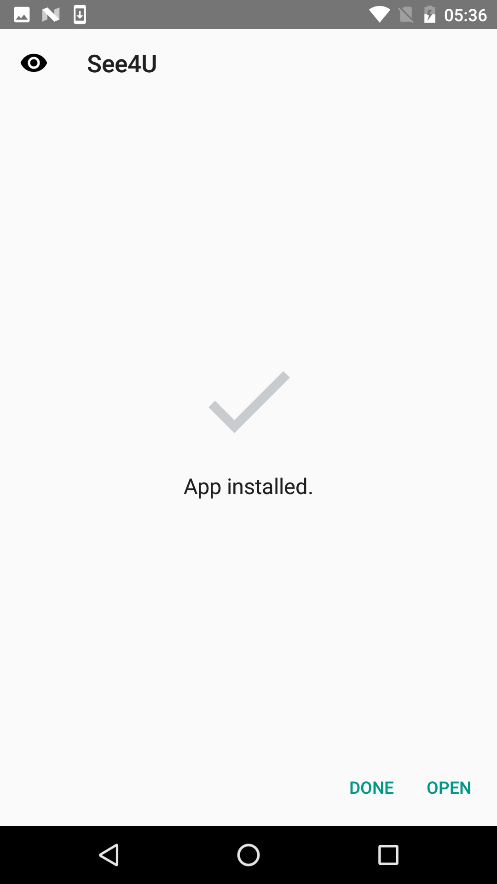 05:36
See4U
App installed.
DONE OPEN